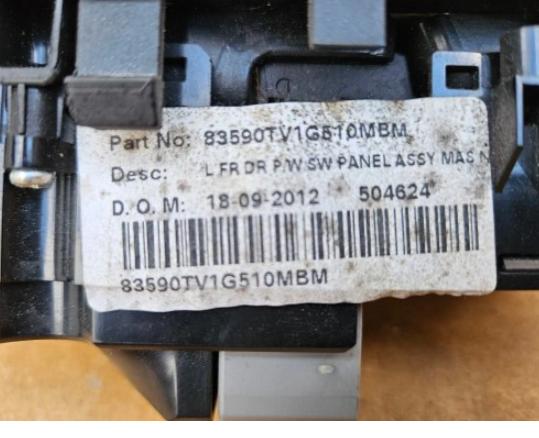 Part No: 83590TV1G510MBM
Desc: L FR DR P/W SW PANEL ASSY MAS N
D. O. M: 18-09-2012 504624
83590TV1G510MBM